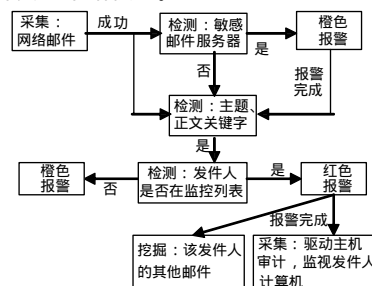 采集：
网络邮件
成功
检测：敏感
邮件服务器
是
橙色
报警
否
报警
完成
检测：主题、
正文关键字
是
橙色
报警
否
检测：发件人
是否在监控列表
是
红色
报警
报警完成
挖掘：该发件人
的其他邮件
采集：驱动主机
审计，监视发件人
计算机